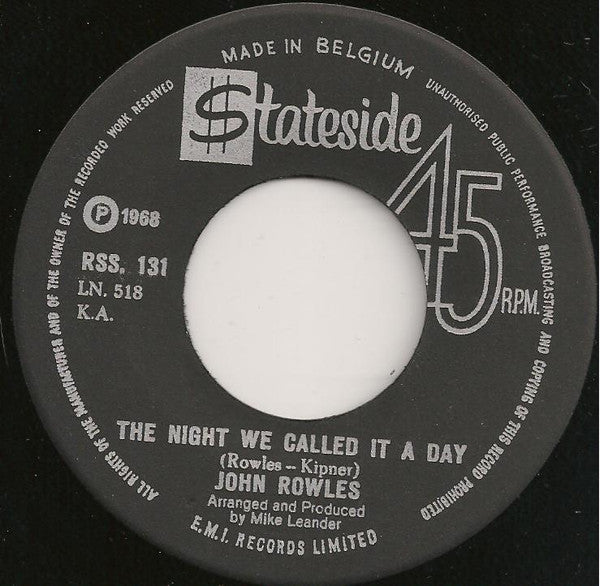 MADE IN BELGIUM
$tateside
45
R.P.M.
℗ 1968
RSS. 131
LN. 518
K.A.
THE NIGHT WE CALLED IT A DAY
(Rowles – Kipner)
JOHN ROWLES
Arranged and Produced
by Mike Leander
E.M.I. RECORDS LIMITED
ALL RIGHTS OF THE MANUFACTURER AND OF THE OWNER OF THE RECORDED WORK RESERVED
UNAUTHORISED PUBLIC PERFORMANCE BROADCASTING AND COPYING OF THIS RECORD PROHIBITED